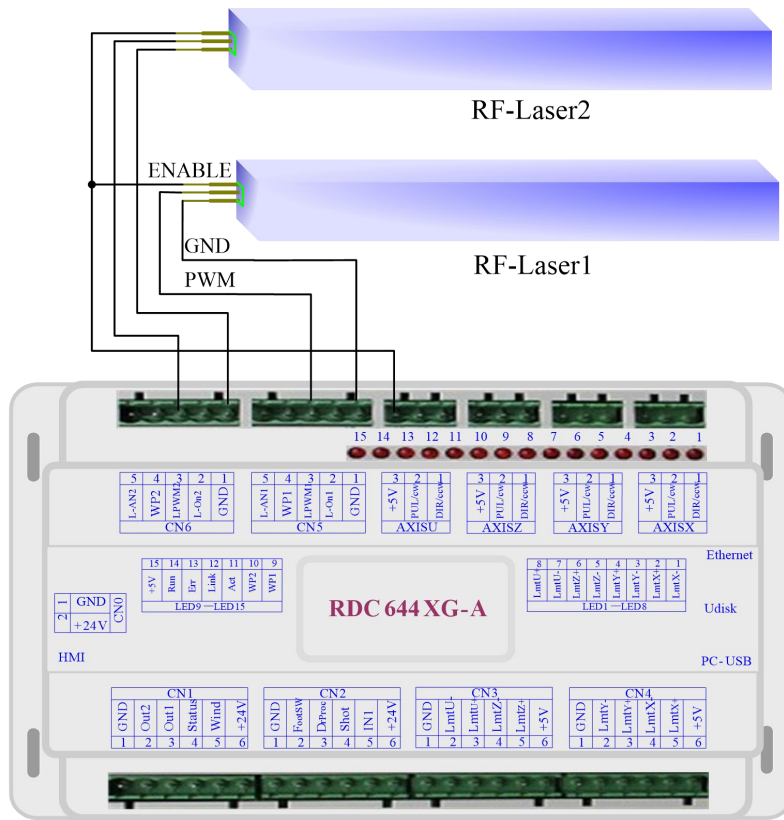 RF-Laser2
ENABLE
GND
RF-Laser1
PWM
15 14 13 12 11 10 9 8 7 6 5 4 3 2 1
5 4 3 2 1
L-AN2 WP2 LPWM2 L-On2 GND
CN6
5 4 3 2 1
L-AN1 WP1 LPWM1 L-On1 GND
CN5
3 2 1
+5V PUL/cw DIR/ccw
AXISU
3 2 1
+5V PUL/cw DIR/ccw
AXISZ
3 2 1
+5V PUL/cw DIR/ccw
AXISY
3 2 1
+5V PUL/cw DIR/ccw
AXISX
Ethernet
15 14 13 12 11 10 9
+5V Run Err Link Act WP2 WP1
LED9—LED15
8 7 6 5 4 3 2 1
LmtU+ LmtU- LmtZ+ LmtZ- LmtY+ LmtY- LmtX+ LmtX-
LED1—LED8
1 GND
2 +24V
CN0
RDC 644 XG-A
Udisk
HMI
PC-USB
CN1
GND Out2 Out1 Status Wind +24V
1 2 3 4 5 6
CN2
GND FootSW DrProc Shot IN1 +24V
1 2 3 4 5 6
CN3
GND LmtU- LmtU+ LmtZ- LmtZ+ +5V
1 2 3 4 5 6
CN4
GND LmtY- LmtY+ LmtX- LmtX+ +5V
1 2 3 4 5 6